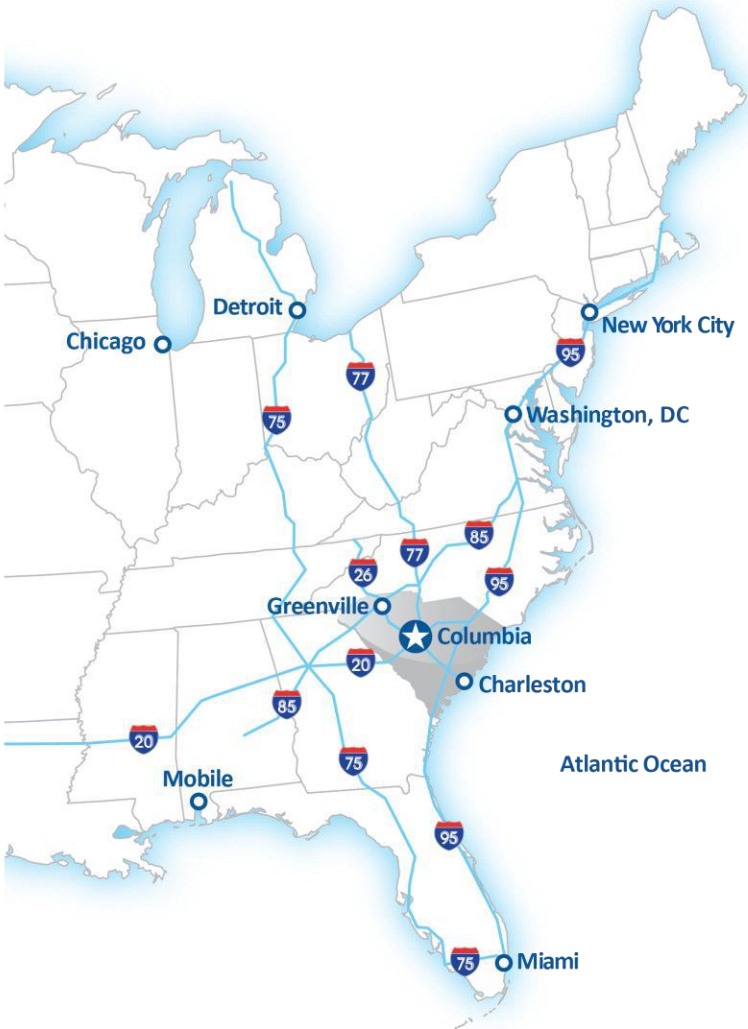 Detroit
Chicago
New York City
95
77
75
Washington, DC
85
77
26
95
Greenville
Columbia
20
Charleston
85
20
75
Atlantic Ocean
Mobile
95
75
Miami